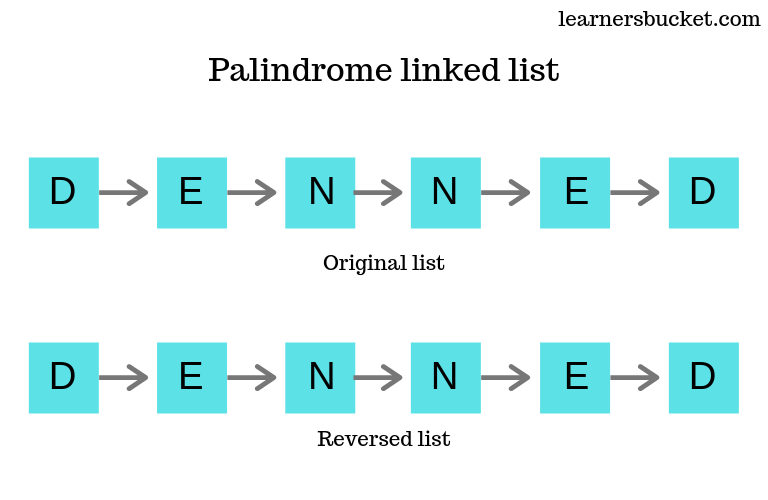 learnersbucket.com
Palindrome linked list
D E N N E D
Original list
D E N N E D
Reversed list